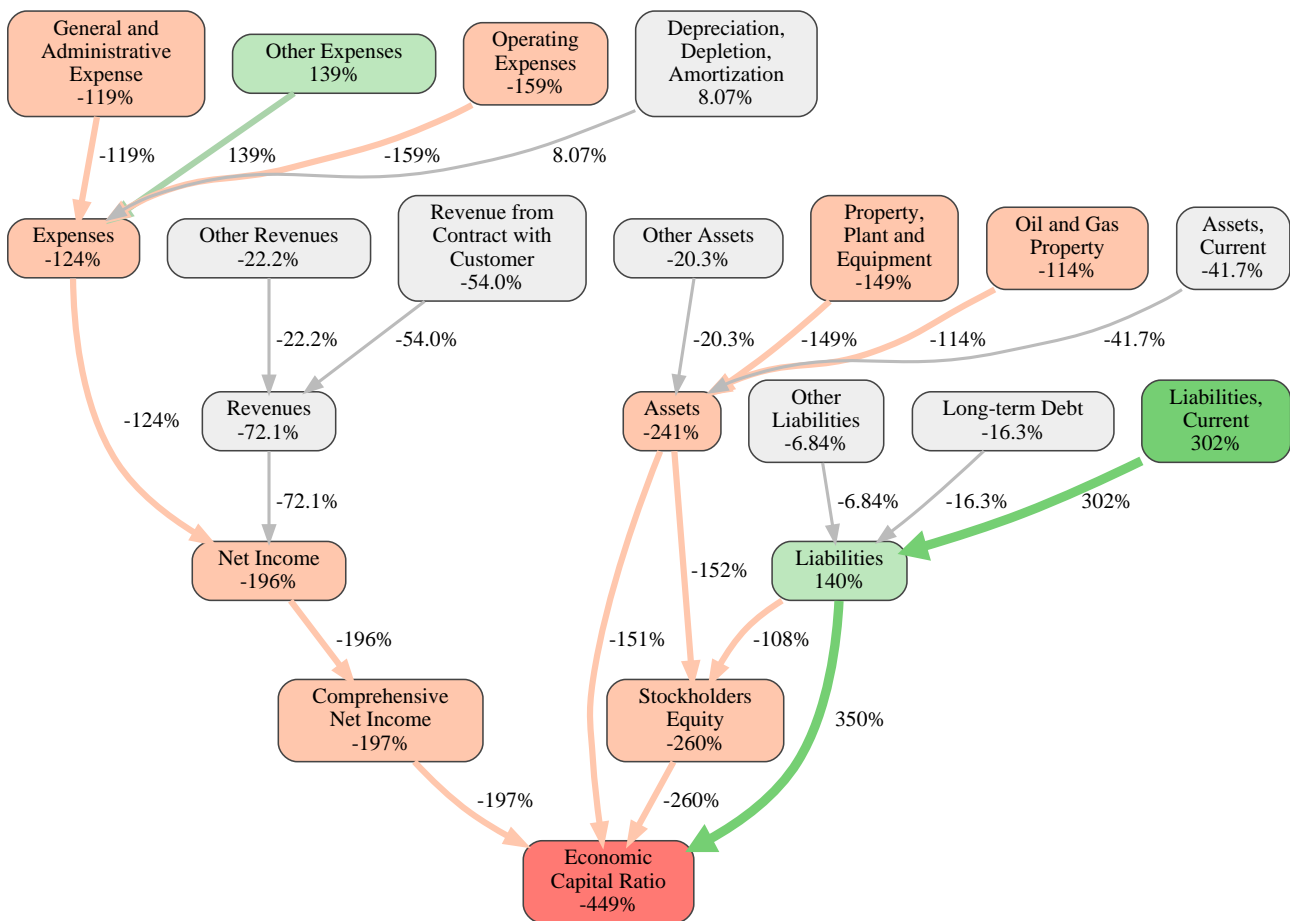 General and
Administrative
Expense
-119%
Other Expenses
139%
Operating
Expenses
-159%
Depreciation,
Depletion,
Amortization
8.07%
-119%
139%
-159%
8.07%
Expenses
-124%
Other Revenues
-22.2%
Revenue from
Contract with
Customer
-54.0%
Other Assets
-20.3%
Property,
Plant and
Equipment
-149%
Oil and Gas
Property
-114%
Assets,
Current
-41.7%
-22.2%
-54.0%
-20.3%
-149%
-114%
-41.7%
-124%
Revenues
-72.1%
Assets
-241%
Other
Liabilities
-6.84%
Long-term Debt
-16.3%
Liabilities,
Current
302%
-72.1%
-6.84%
-16.3%
302%
Net Income
-196%
-152%
Liabilities
140%
-196%
-151%
-108%
Comprehensive
Net Income
-197%
Stockholders
Equity
-260%
350%
-197%
-260%
Economic
Capital Ratio
-449%